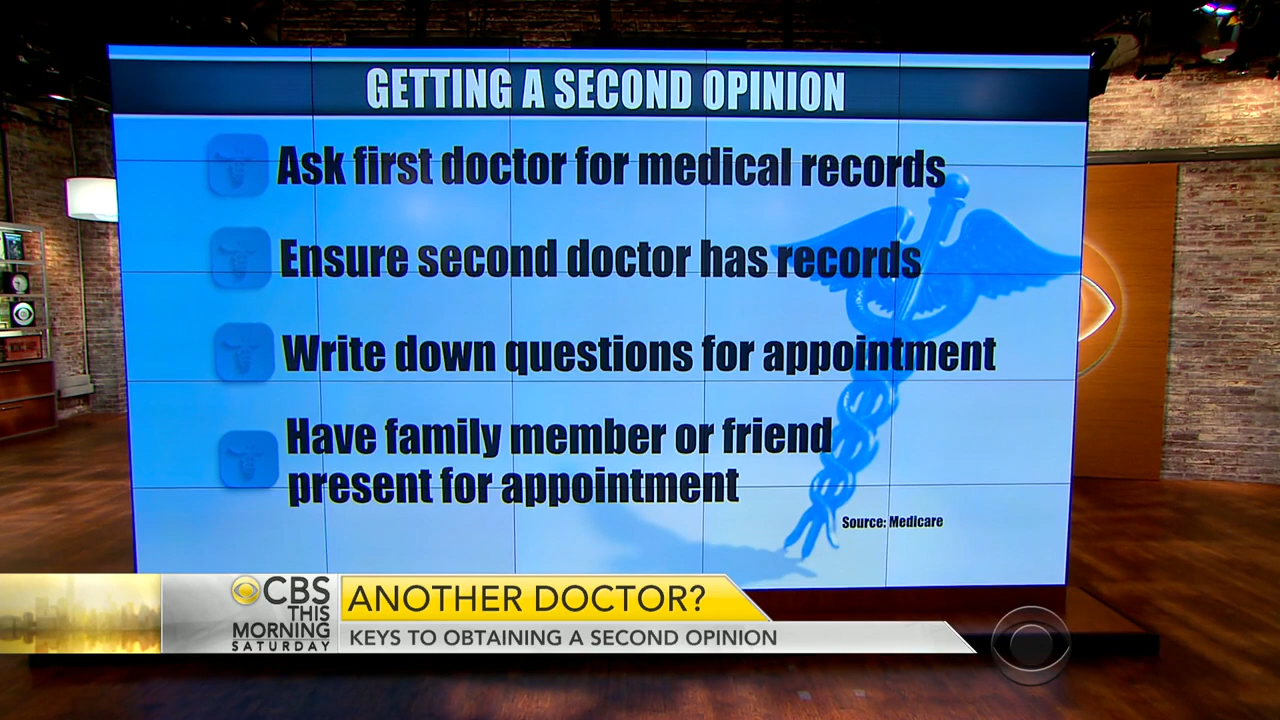 GETTING A SECOND OPINION
Ask first doctor for medical records
Ensure second doctor has records
Write down questions for appointment
Have family member or friend
present for appointment
Source: Medicare
CBS
THIS
MORNING
SATURDAY
ANOTHER DOCTOR?
KEYS TO OBTAINING A SECOND OPINION